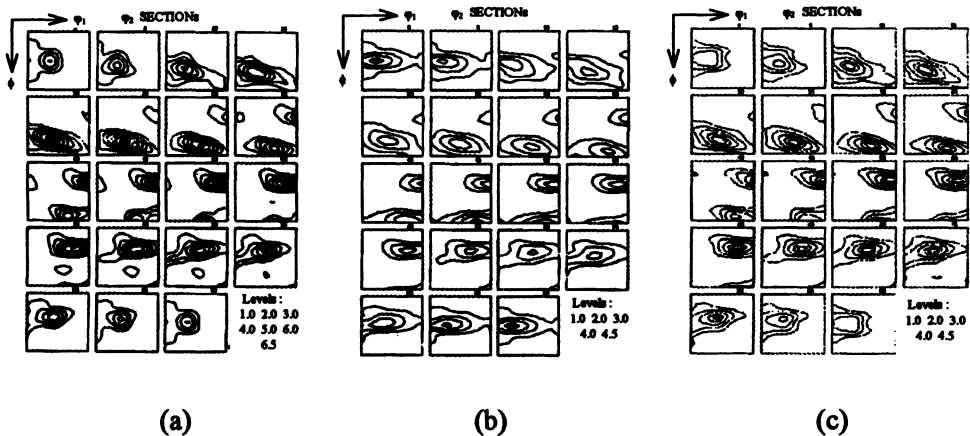 φ₁ φ₂ SECTIONs
Φ
Levels :
1.0 2.0 3.0
4.0 5.0 6.0
6.5
(a)
φ₁ φ₂ SECTIONs
Φ
Levels :
1.0 2.0 3.0
4.0 4.5
(b)
φ₁ φ₂ SECTIONs
Φ
Levels :
1.0 2.0 3.0
4.0 4.5
(c)